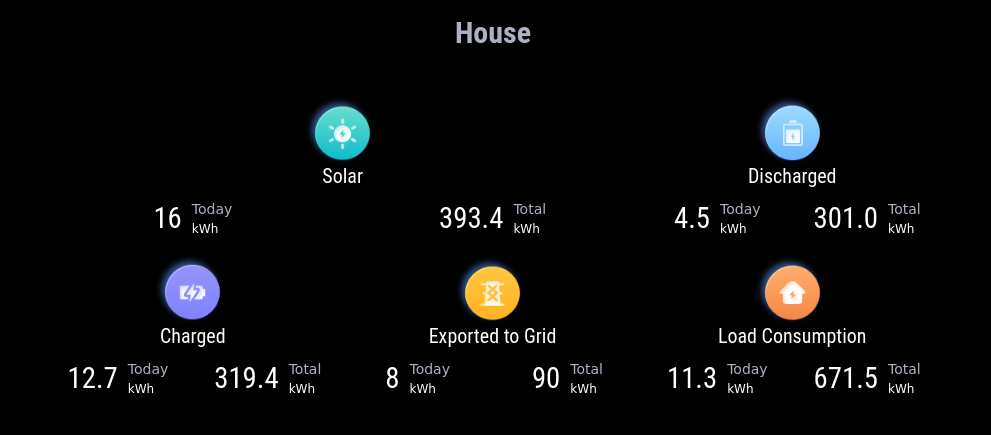 House
Solar
Discharged
16 Today kWh
393.4 Total kWh
4.5 Today kWh
301.0 Total kWh
Charged
Exported to Grid
Load Consumption
12.7 Today kWh
319.4 Total kWh
8 Today kWh
90 Total kWh
11.3 Today kWh
671.5 Total kWh